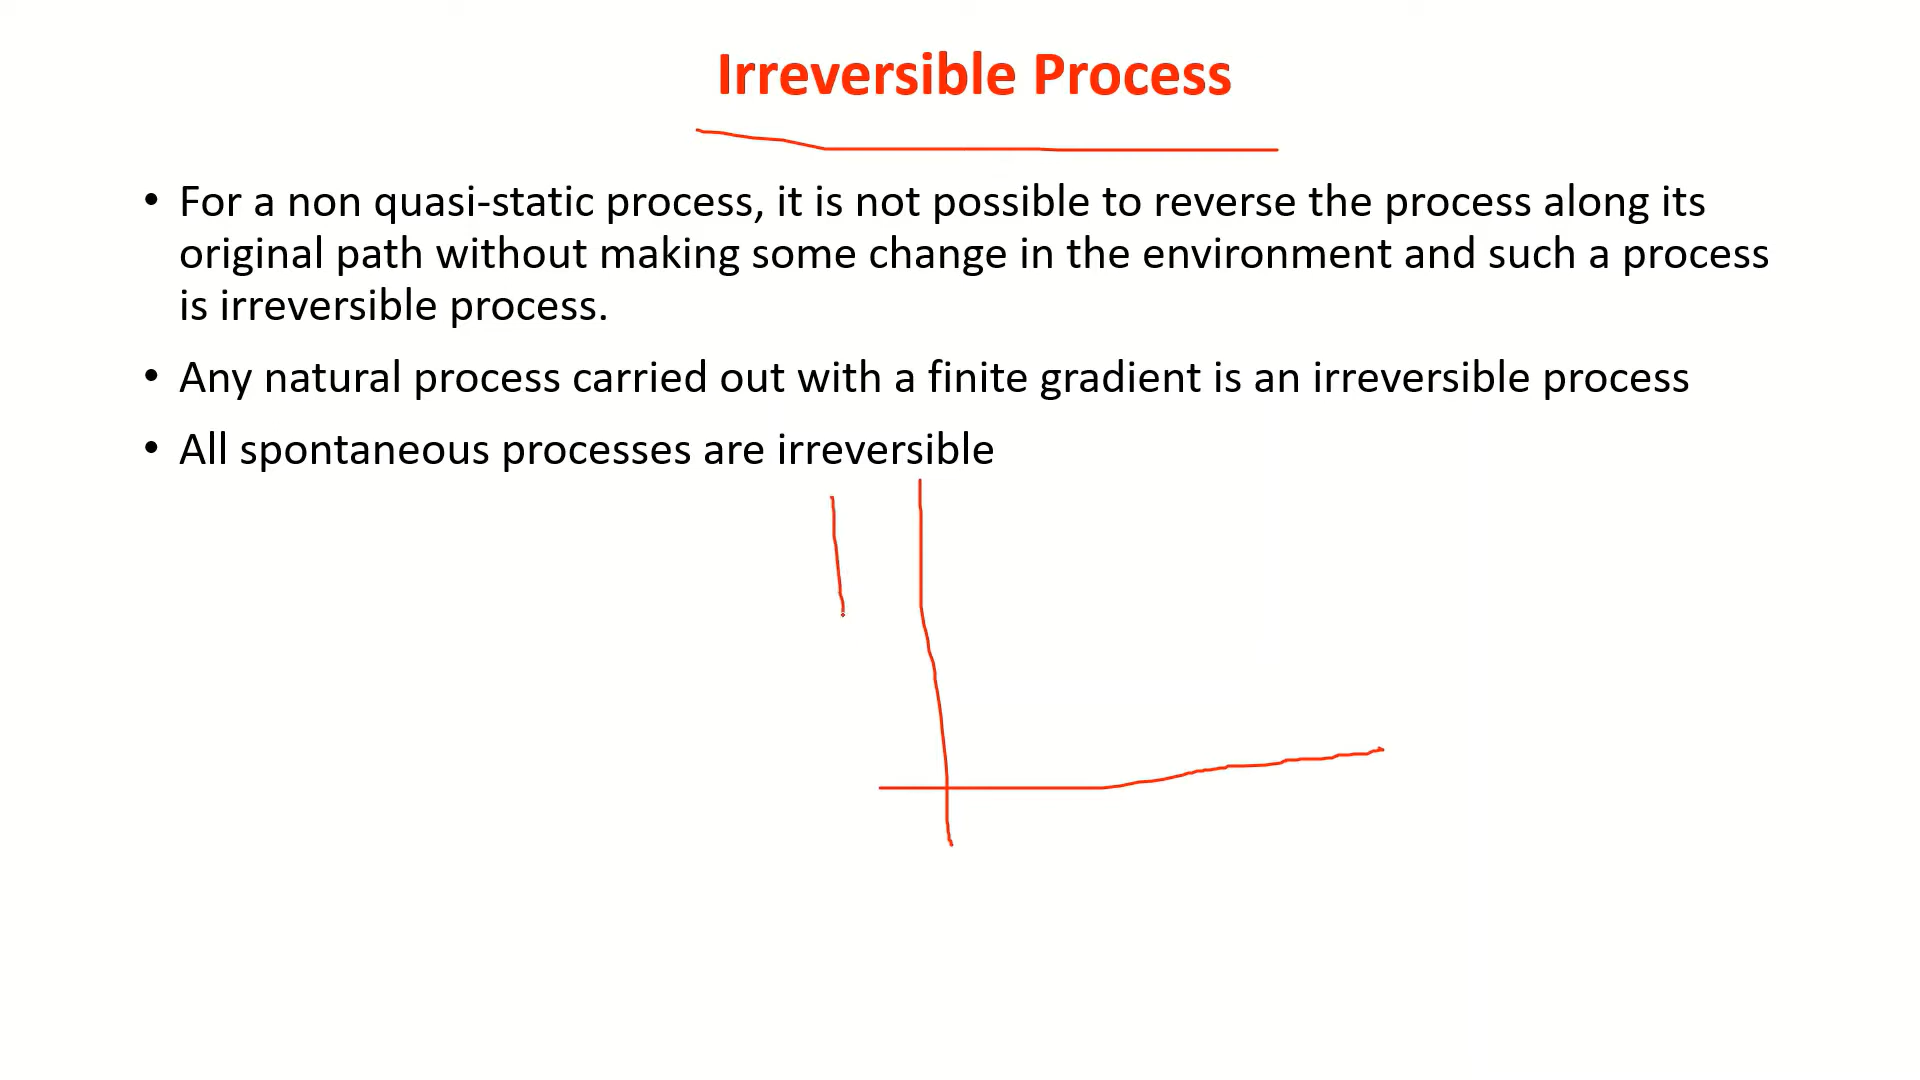 Irreversible Process
• For a non quasi-static process, it is not possible to reverse the process along its
original path without making some change in the environment and such a process
is irreversible process.
• Any natural process carried out with a finite gradient is an irreversible process
• All spontaneous processes are irreversible